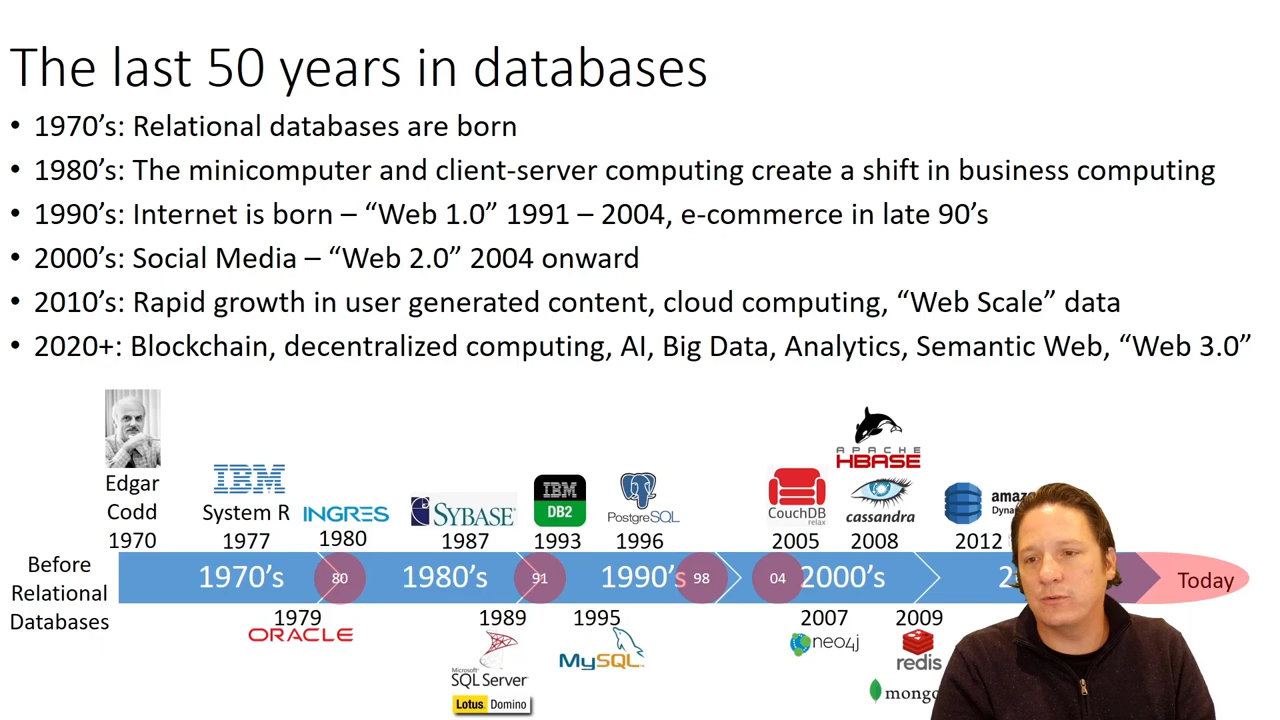 The last 50 years in databases
• 1970’s: Relational databases are born
• 1980’s: The minicomputer and client-server computing create a shift in business computing
• 1990’s: Internet is born – “Web 1.0” 1991 – 2004, e-commerce in late 90’s
• 2000’s: Social Media – “Web 2.0” 2004 onward
• 2010’s: Rapid growth in user generated content, cloud computing, “Web Scale” data
• 2020+: Blockchain, decentralized computing, AI, Big Data, Analytics, Semantic Web, “Web 3.0”
Edgar
Codd
1970
IBM
System R
1977
INGRES
1980
SYBASE
1987
IBM
DB2
1993
PostgreSQL
1996
CouchDB
relax
2005
APACHE
HBASE
cassandra
2008
2012
Before
Relational
Databases
1970’s
80
1980’s
91
1990’s
98
04
2000’s
Today
1979
ORACLE
1989
Microsoft
SQL Server
Lotus Domino
1995
MySQL
2007
neo4j
2009
redis